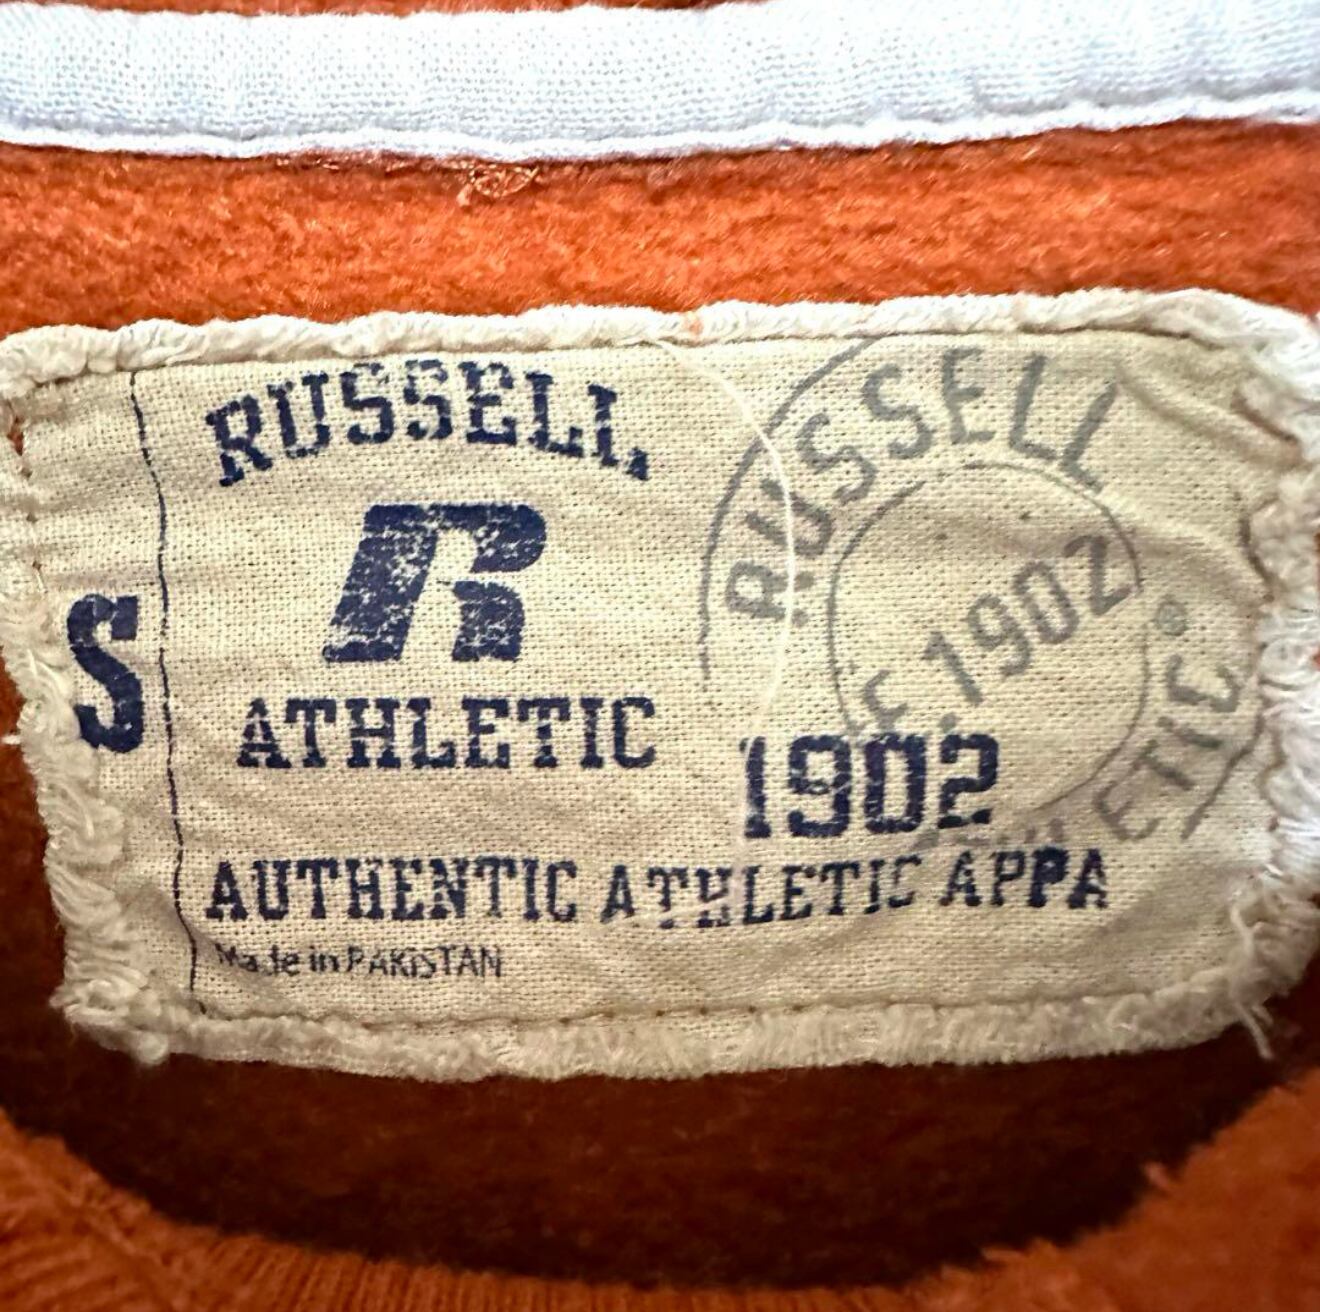 RUSSELL
R
ATHLETIC
S
1902
AUTHENTIC ATHLETIC APPA
Made in PAKISTAN
RUSSELL
1902